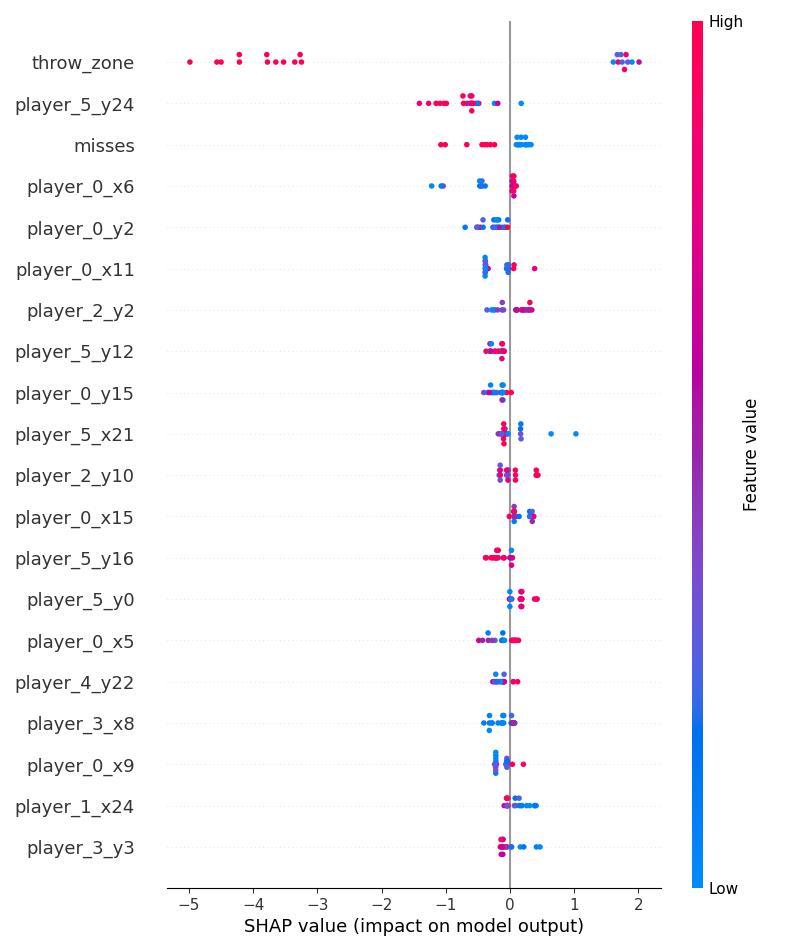 High
throw_zone
player_5_y24
misses
player_0_x6
player_0_y2
player_0_x11
player_2_y2
player_5_y12
player_0_y15
player_5_x21
player_2_y10
player_0_x15
player_5_y16
player_5_y0
player_0_x5
player_4_y22
player_3_x8
player_0_x9
player_1_x24
player_3_y3
Feature value
Low
−5 −4 −3 −2 −1 0 1 2
SHAP value (impact on model output)